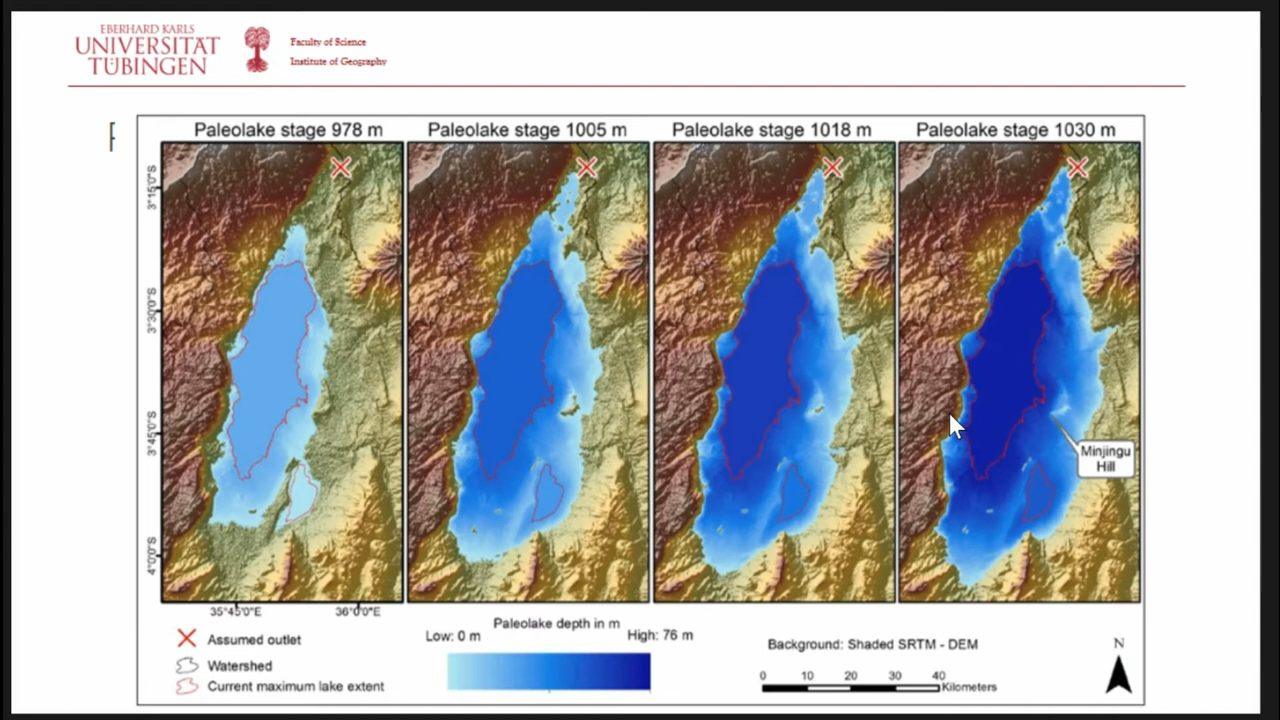 EBERHARD KARLS
UNIVERSITÄT
TÜBINGEN
Faculty of Science
Institute of Geography
Paleolake stage 978 m
Paleolake stage 1005 m
Paleolake stage 1018 m
Paleolake stage 1030 m
3°15'0"S
3°30'0"S
3°45'0"S
4°0'0"S
Minjingu
Hill
35°45'0"E
36°0'0"E
Assumed outlet
Watershed
Current maximum lake extent
Paleolake depth in m
Low: 0 m
High: 76 m
Background: Shaded SRTM - DEM
0 10 20 30 40
Kilometers
N